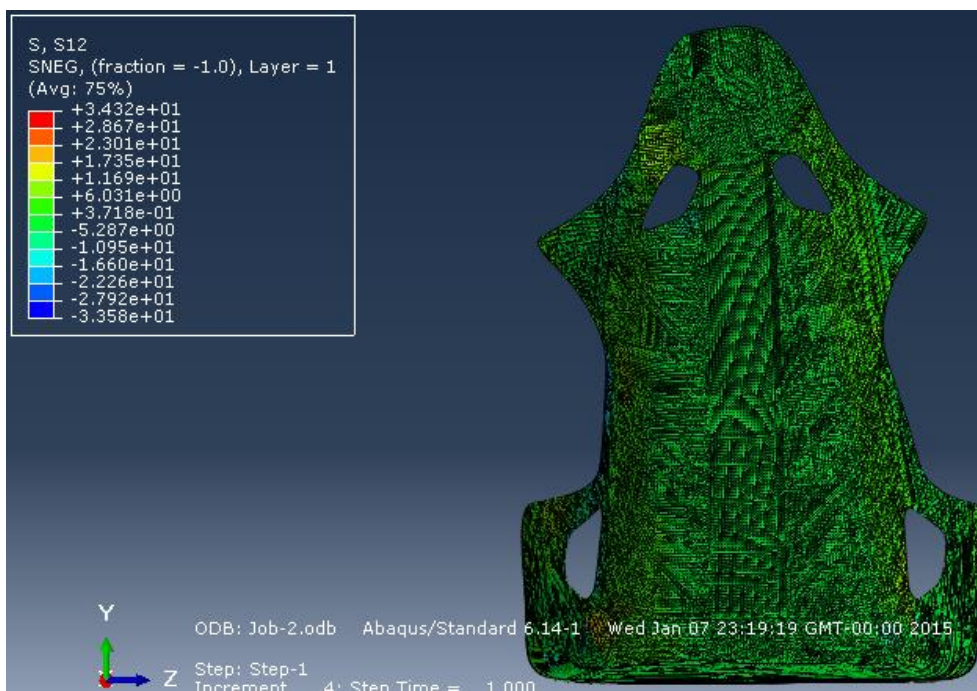 S, S12
SNEG, (fraction = -1.0), Layer = 1
(Avg: 75%)
+3.432e+01
+2.867e+01
+2.301e+01
+1.735e+01
+1.169e+01
+6.031e+00
+3.718e-01
-5.287e+00
-1.095e+01
-1.660e+01
-2.226e+01
-2.792e+01
-3.358e+01
Y
Z
ODB: Job-2.odb Abaqus/Standard 6.14-1 Wed Jan 07 23:19:19 GMT-00:00 2015
Step: Step-1
Increment 4: Step Time = 1.000